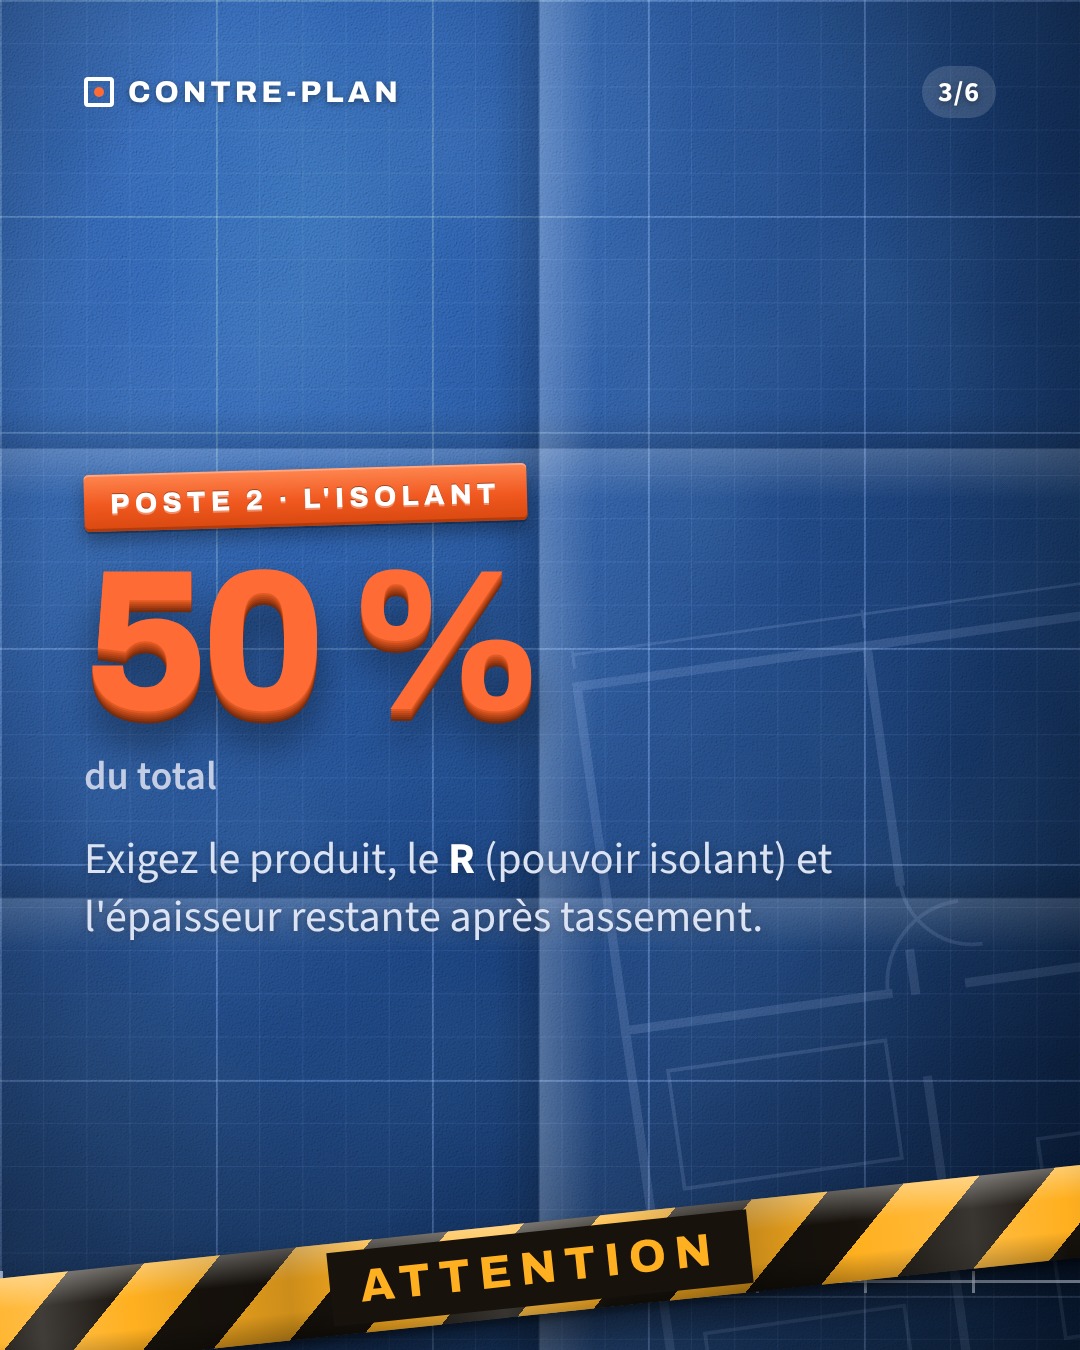 CONTRE-PLAN
3/6
POSTE 2 · L'ISOLANT
50 %
du total
Exigez le produit, le R (pouvoir isolant) et
l'épaisseur restante après tassement.
ATTENTION